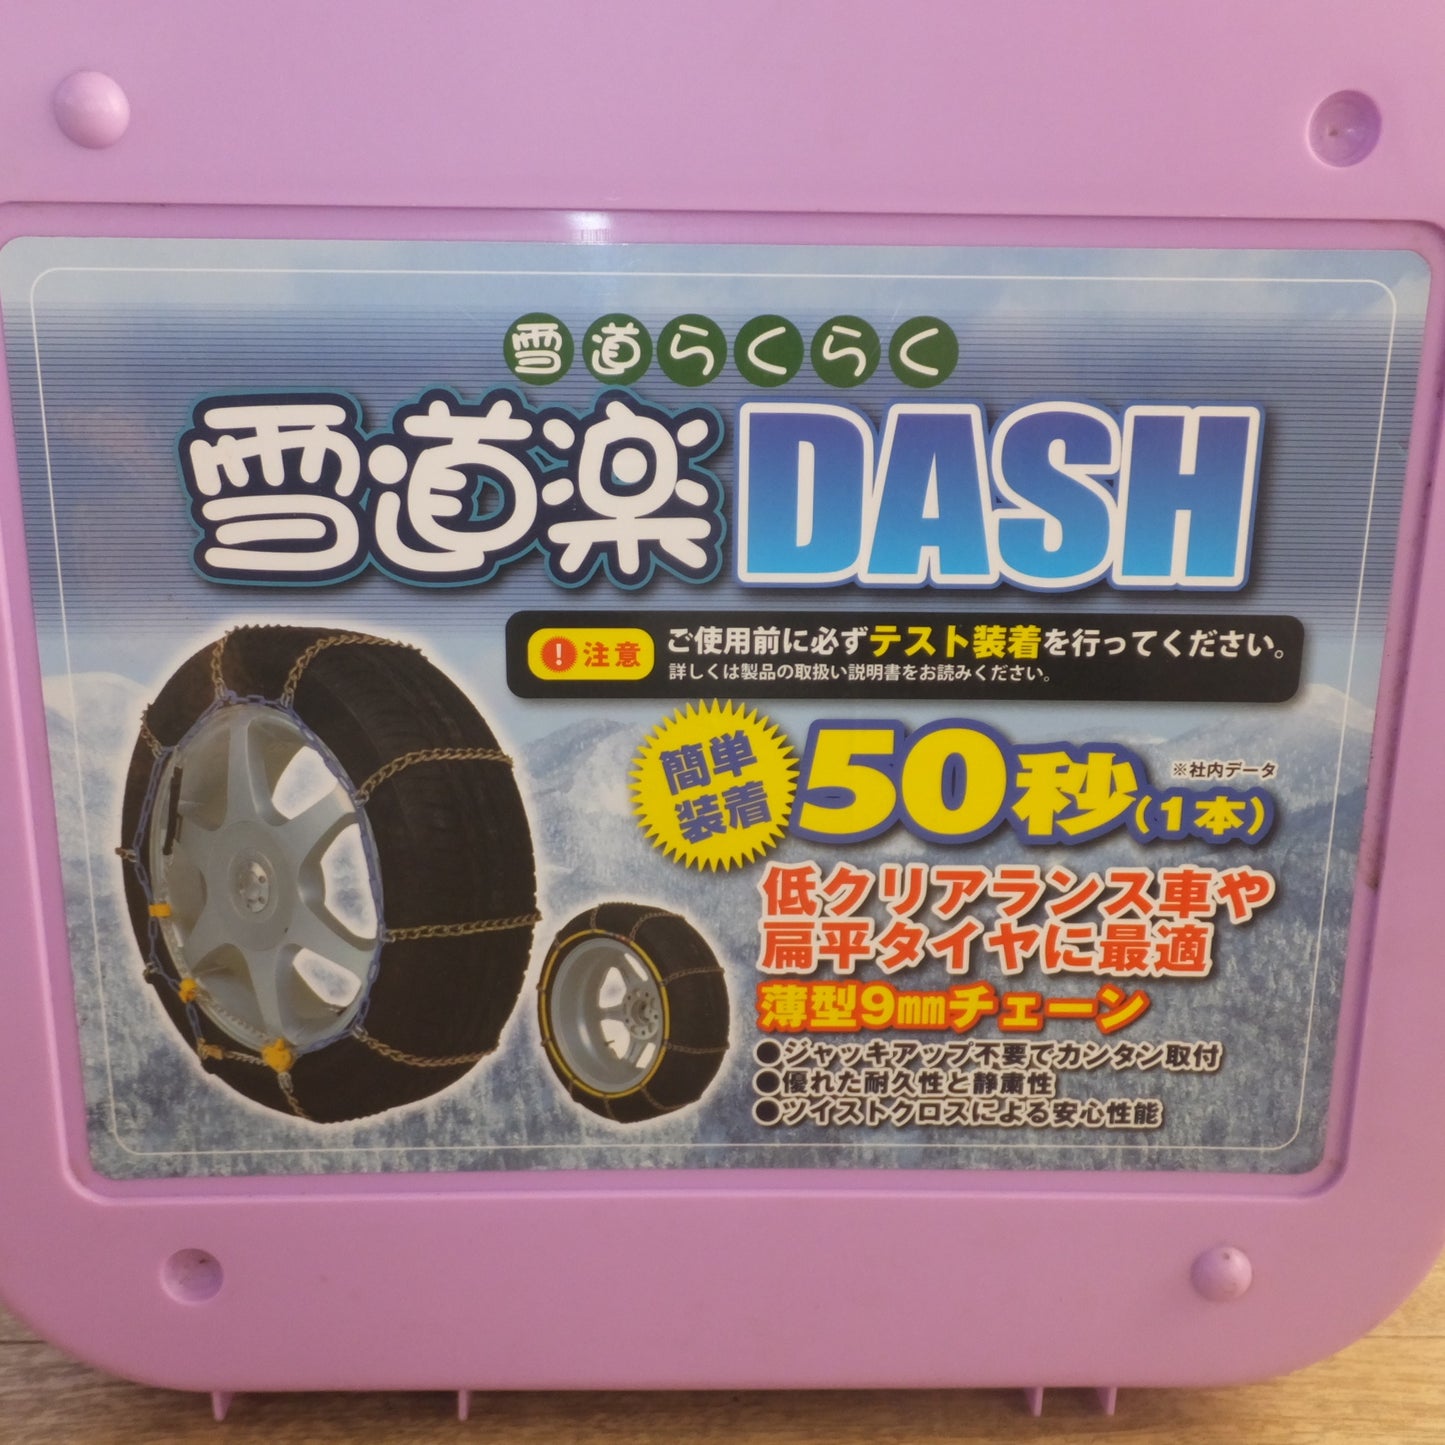 雪道らくらく
雪道楽DASH
注意
ご使用前に必ずテスト装着を行ってください。
詳しくは製品の取扱い説明書をお読みください。
簡単
装着
50秒(1本)
※社内データ
低クリアランス車や
扁平タイヤに最適
薄型9mmチェーン
●ジャッキアップ不要でカンタン取付
●優れた耐久性と静粛性
●ツイストクロスによる安心性能